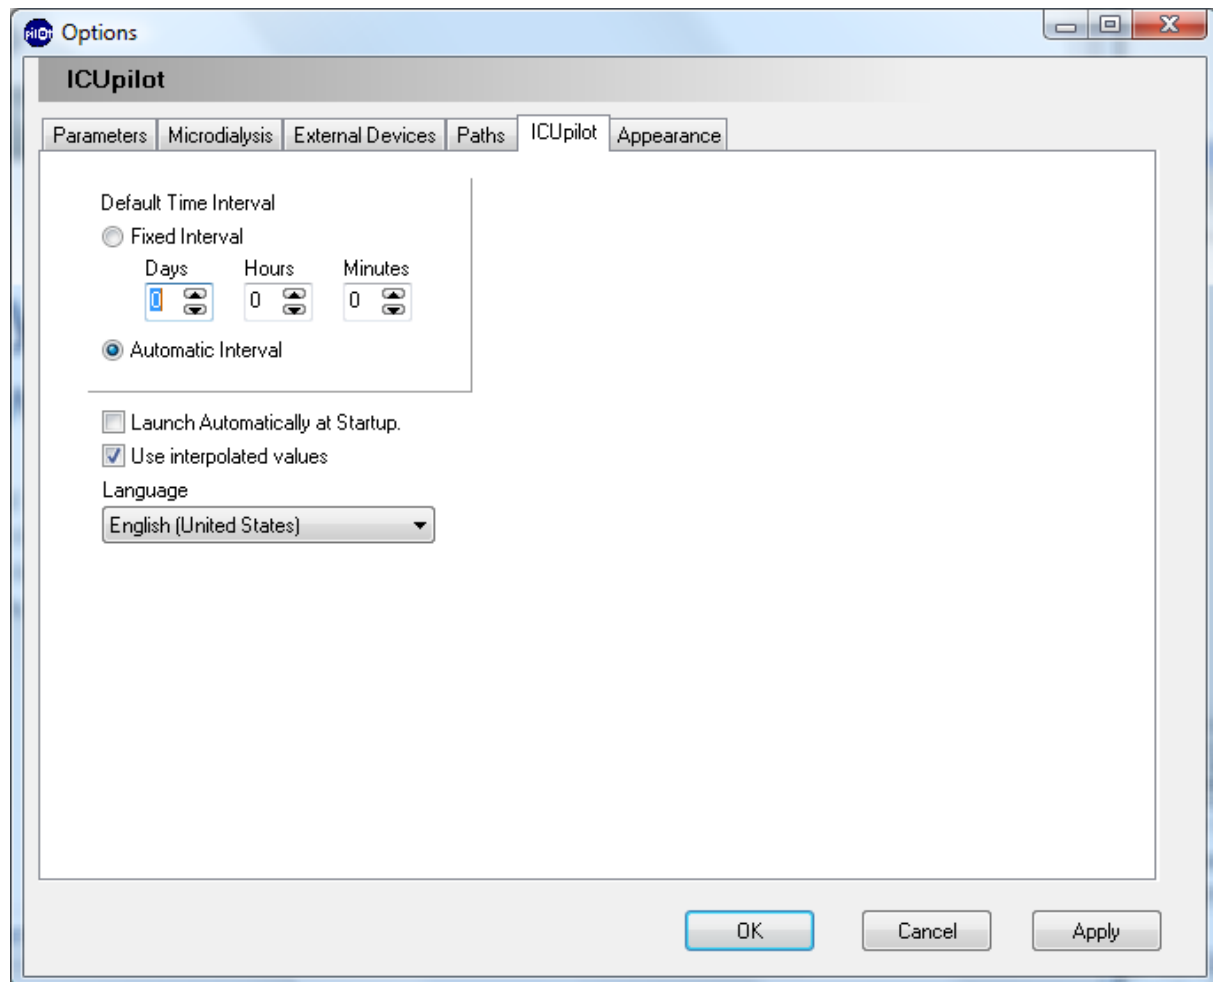 PilOt Options
ICUpilot
Parameters Microdialysis External Devices Paths ICUpilot Appearance
Default Time Interval
Fixed Interval
Days Hours Minutes
0 0 0
Automatic Interval
Launch Automatically at Startup.
Use interpolated values
Language
English (United States)
OK Cancel Apply